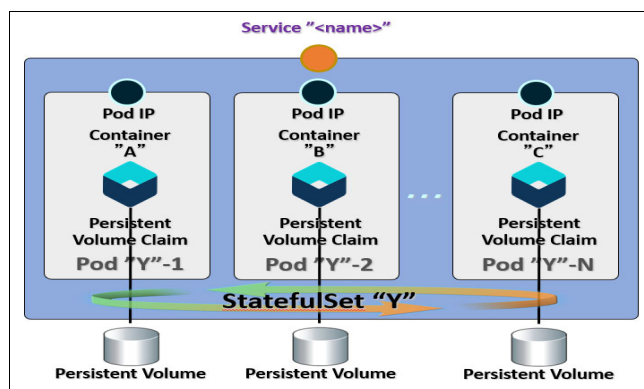 Service ”<name>”
Pod IP
Container
”A”
Persistent
Volume Claim
Pod ”Y”-1
Pod IP
Container
”B”
Persistent
Volume Claim
Pod ”Y”-2
...
Pod IP
Container
”C”
Persistent
Volume Claim
Pod ”Y”-N
StatefulSet “Y”
Persistent Volume
Persistent Volume
Persistent Volume